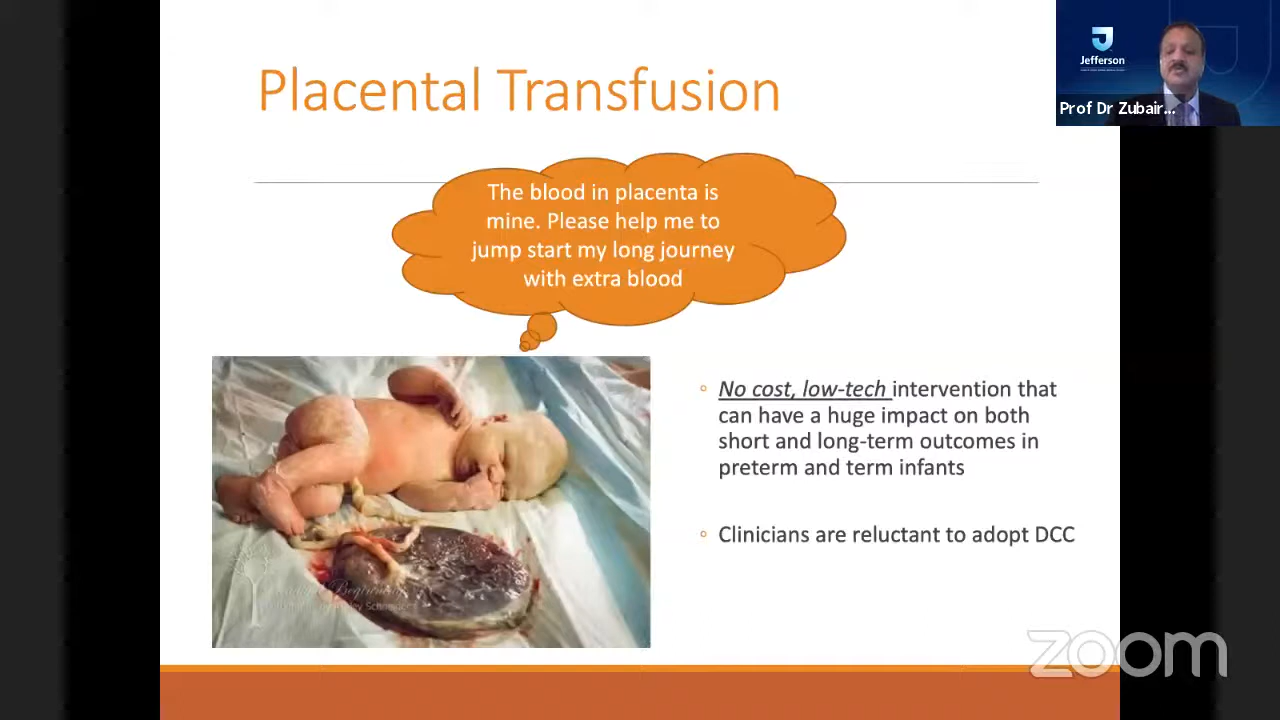 Placental Transfusion
Jefferson
Prof Dr Zubair...
The blood in placenta is
mine. Please help me to
jump start my long journey
with extra blood
No cost, low-tech intervention that
can have a huge impact on both
short and long-term outcomes in
preterm and term infants
Clinicians are reluctant to adopt DCC
zoom